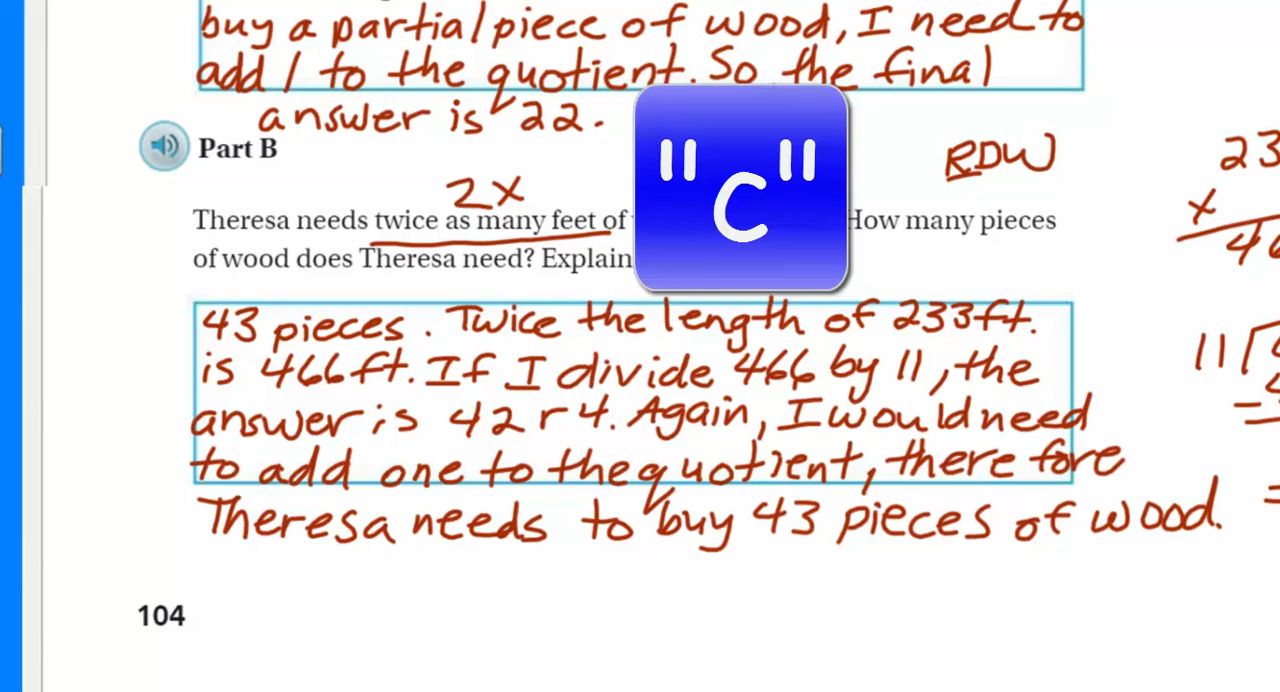 buy a partial piece of wood, I need to
add 1 to the quotient. So the final
answer is 22.
Part B
RDW
23
2x
"C"
x
Theresa needs twice as many feet of
How many pieces
46
of wood does Theresa need? Explain
43 pieces. Twice the length of 233ft.
is 466ft. If I divide 466 by 11, the
11
answer is 42 r 4. Again, I would need
to add one to the quotient, therefore
Theresa needs to buy 43 pieces of wood.
104